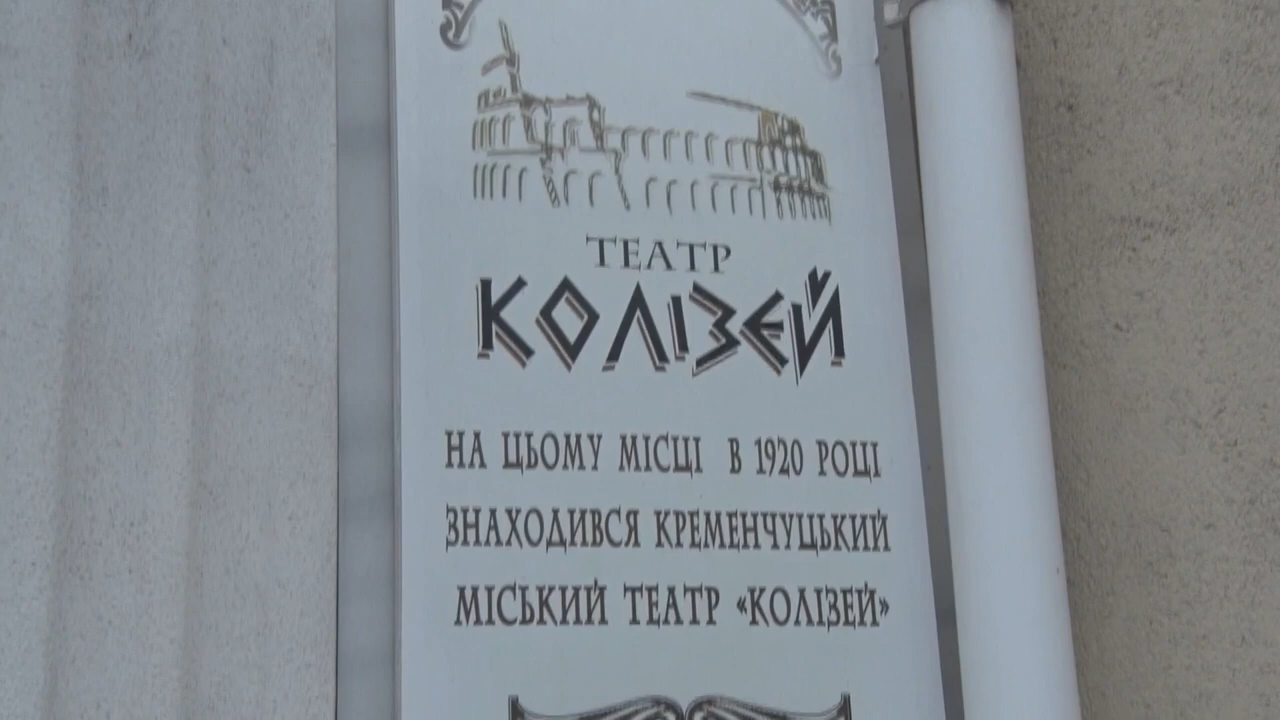 ТЕАТР
КОЛІЗЕЙ
НА ЦЬОМУ МІСЦІ В 1920 РОЦІ
ЗНАХОДИВСЯ КРЕМЕНЧУЦЬКИЙ
МІСЬКИЙ ТЕАТР «КОЛІЗЕЙ»